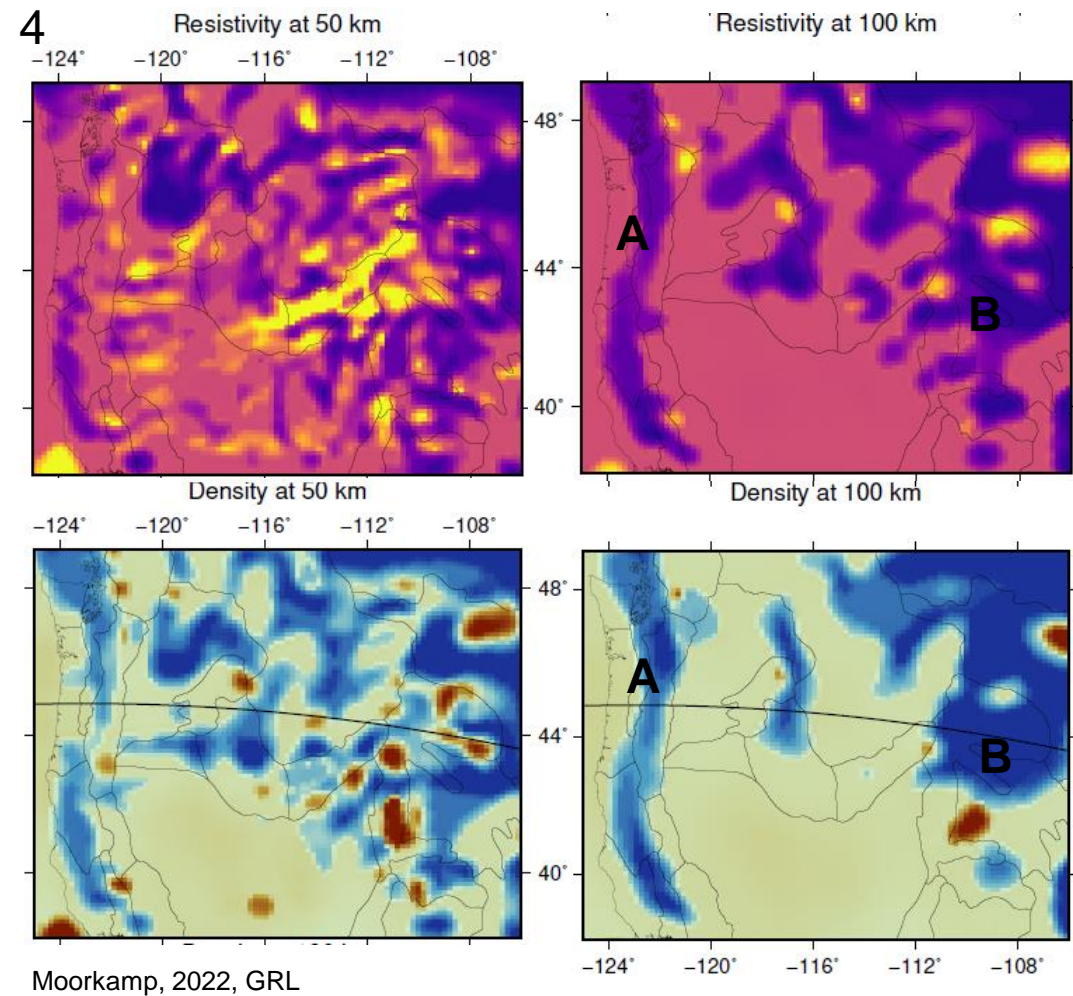 4
Resistivity at 50 km
Resistivity at 100 km
−124˚ −120˚ −116˚ −112˚ −108˚
48˚
44˚
40˚
A
B
Density at 50 km
Density at 100 km
−124˚ −120˚ −116˚ −112˚ −108˚
48˚
44˚
40˚
A
B
−124˚ −120˚ −116˚ −112˚ −108˚
Moorkamp, 2022, GRL